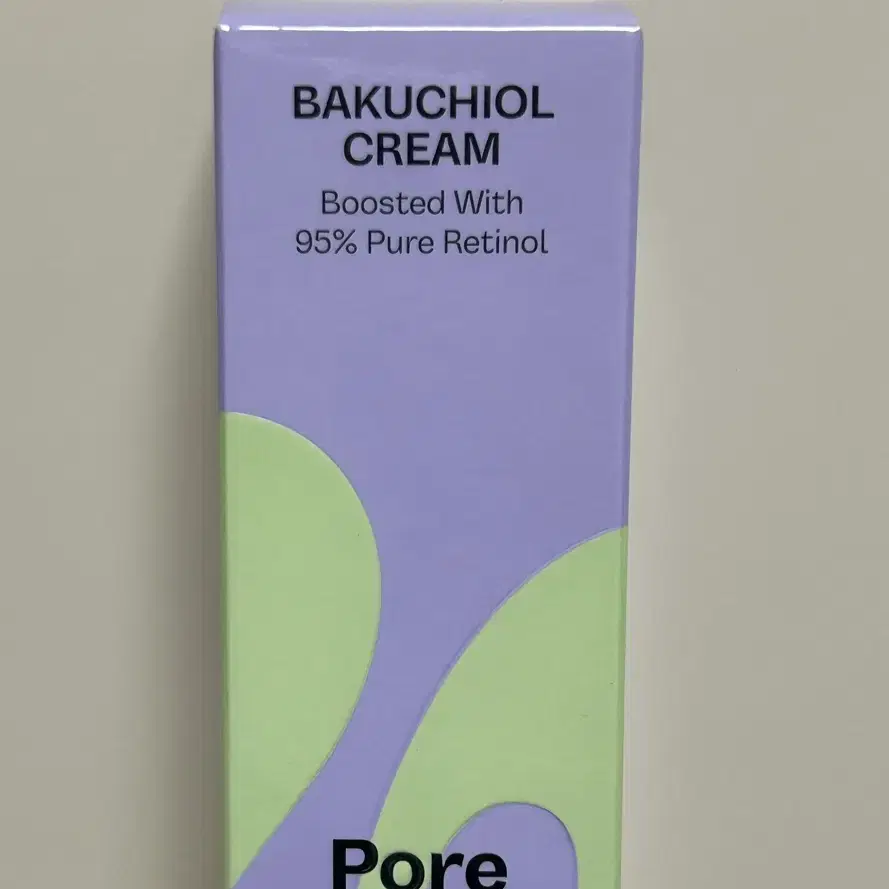 BAKUCHIOL
CREAM
Boosted With
95% Pure Retinol
Pore